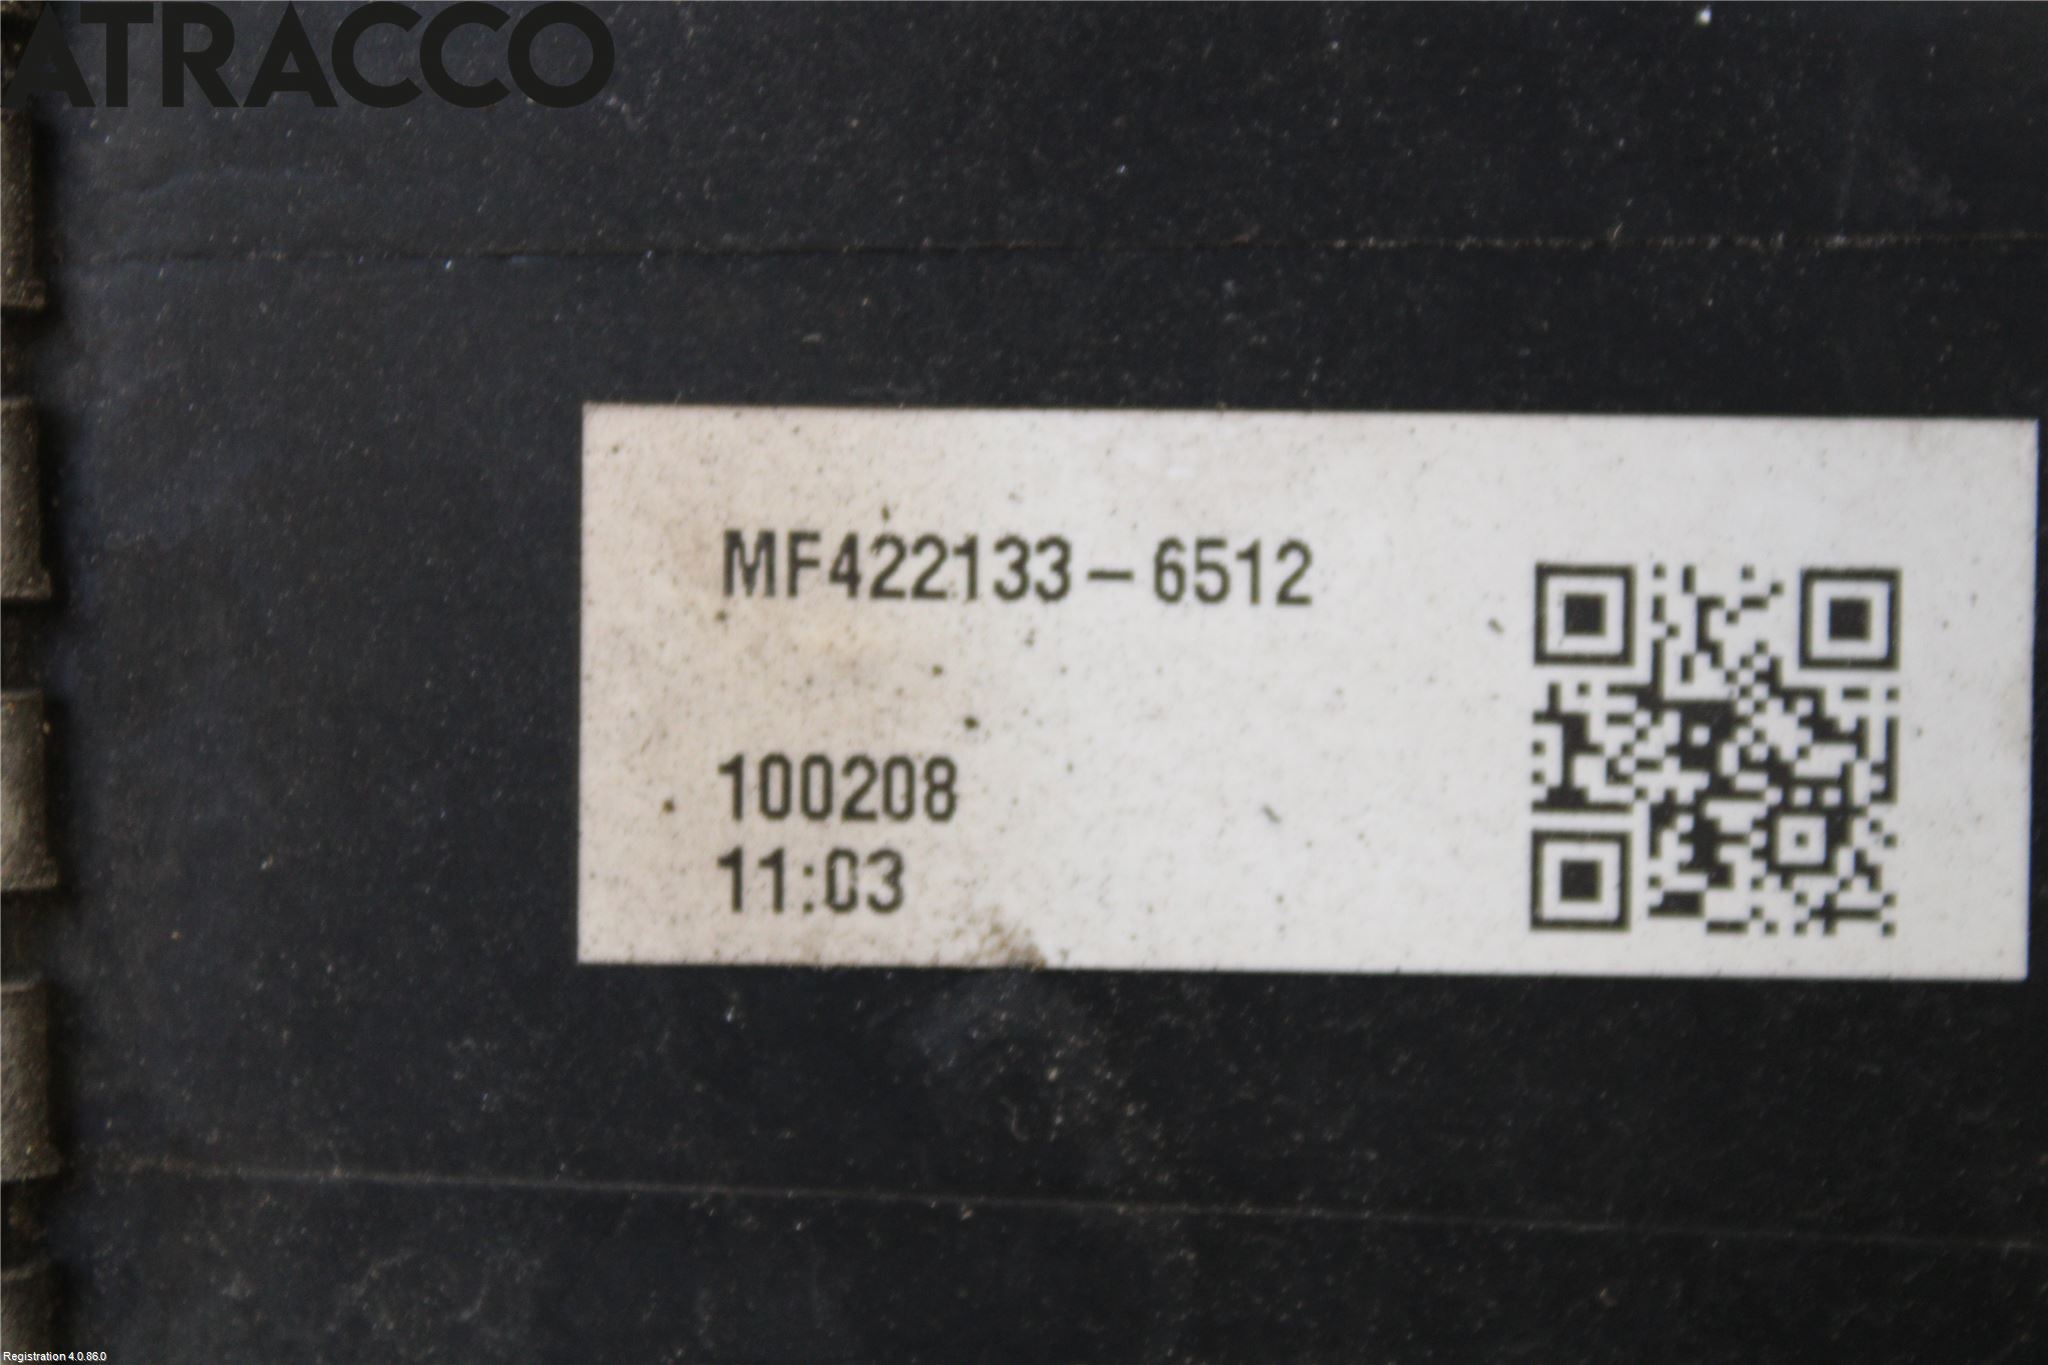 ATRACCO
MF422133-6512
100208
11:03
Registration 4.0.86.0